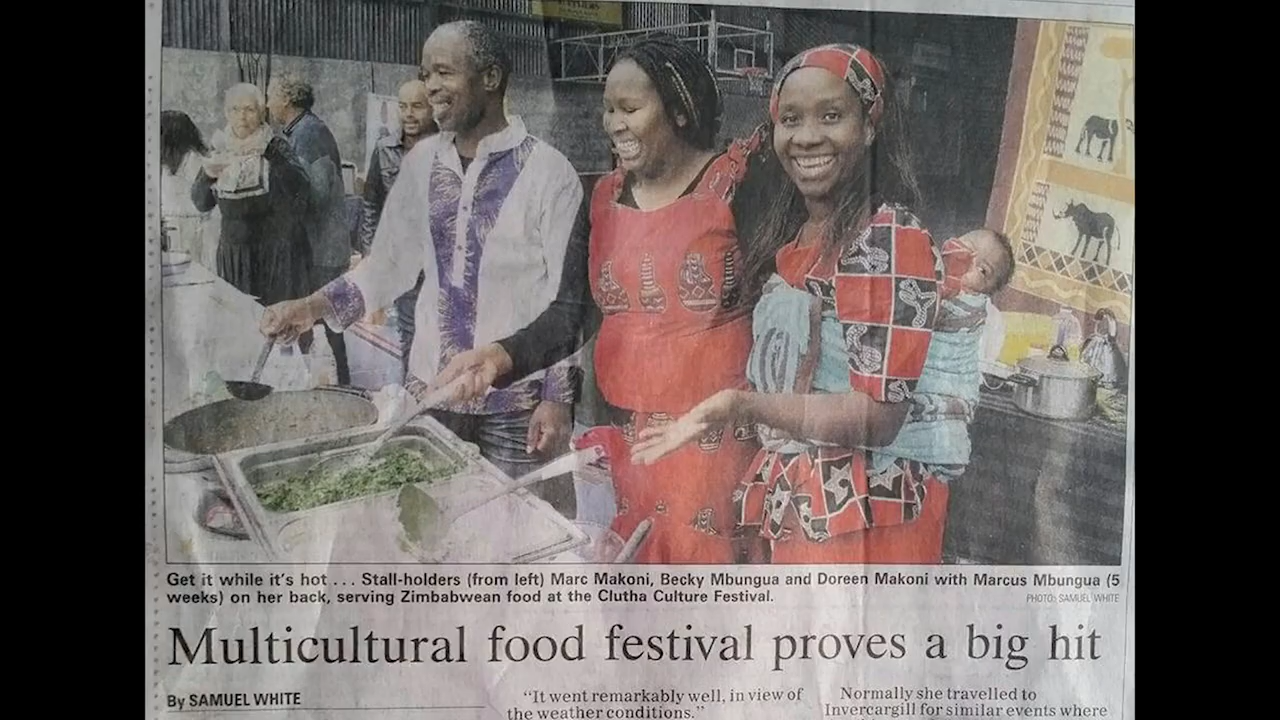 Get it while it's hot . . . Stall-holders (from left) Marc Makoni, Becky Mbungua and Doreen Makoni with Marcus Mbungua (5
weeks) on her back, serving Zimbabwean food at the Clutha Culture Festival.
PHOTO: SAMUEL WHITE
Multicultural food festival proves a big hit
By SAMUEL WHITE
"It went remarkably well, in view of
the weather conditions."
Normally she travelled to
Invercargill for similar events where